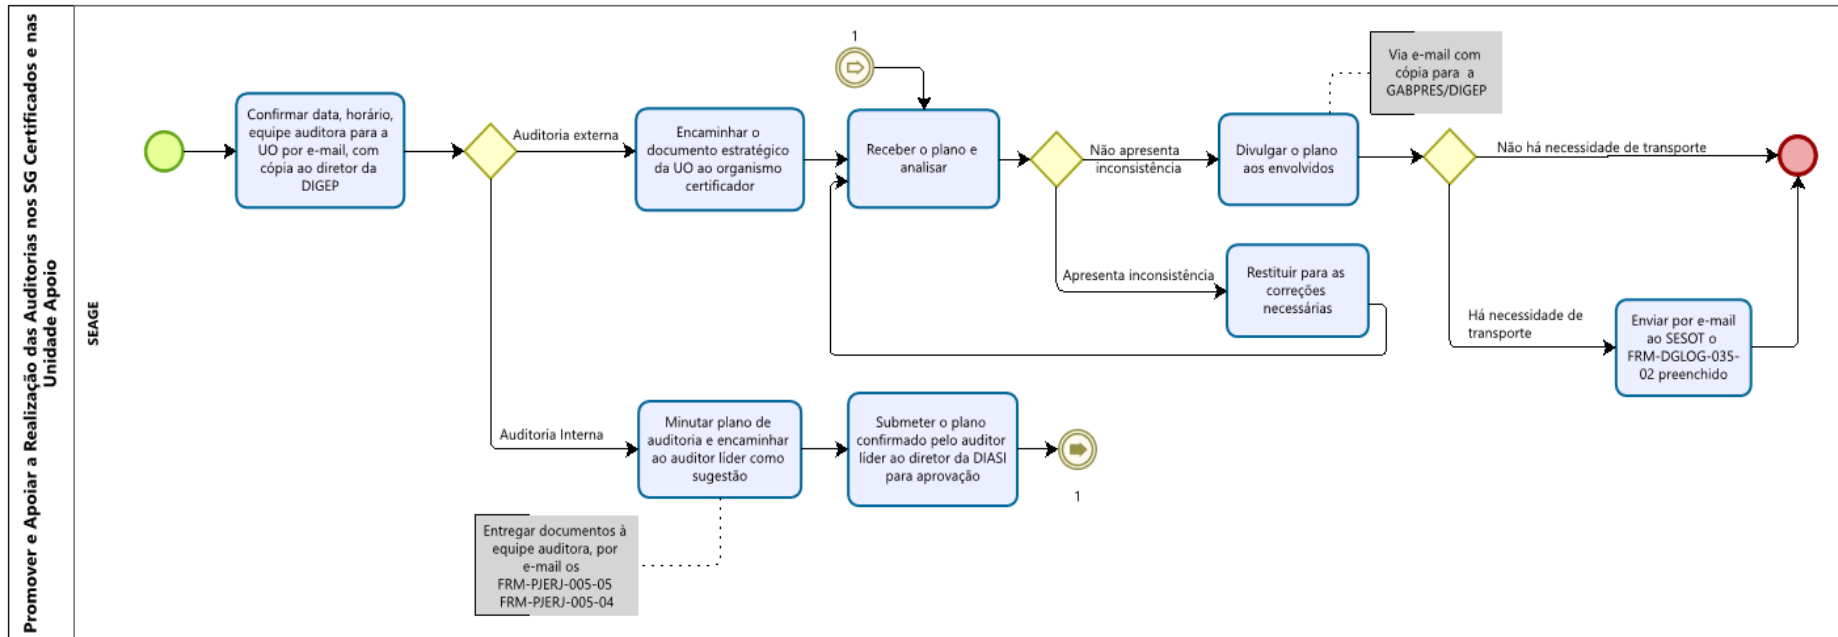 Promover e Apoiar a Realização das Auditorias nos SG Certificados e nas
Unidade Apoio
SEAGE
Confirmar data, horário,
equipe auditora para a
UO por e-mail, com
cópia ao diretor da
DIGEP
Auditoria externa
Encaminhar o
documento estratégico
da UO ao organismo
certificador
1
Receber o plano e
analisar
Não apresenta
inconsistência
Divulgar o plano
aos envolvidos
Via e-mail com
cópia para a
GABPRES/DIGEP
Não há necessidade de transporte
Apresenta inconsistência
Restituir para as
correções
necessárias
Há necessidade de
transporte
Enviar por e-mail
ao SESOT o
FRM-DGLOG-035-
02 preenchido
Auditoria Interna
Minutar plano de
auditoria e encaminhar
ao auditor líder como
sugestão
Submeter o plano
confirmado pelo auditor
líder ao diretor da DIASI
para aprovação
1
Entregar documentos à
equipe auditora, por
e-mail os
FRM-PJERJ-005-05
FRM-PJERJ-005-04